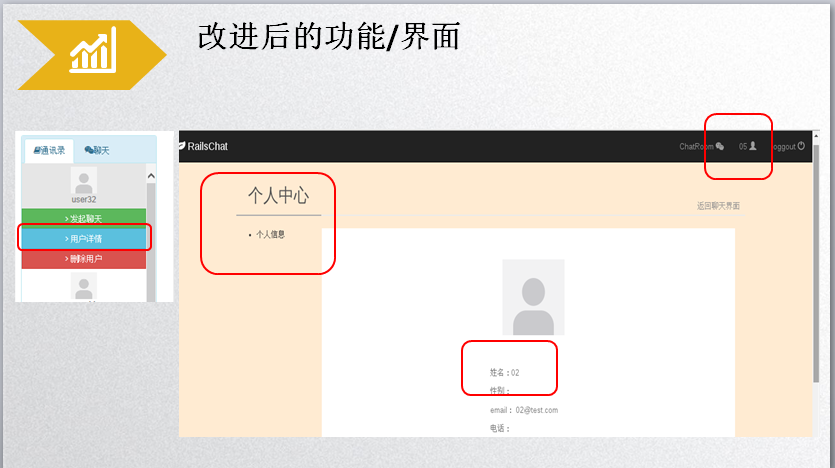 改进后的功能/界面
通讯录 聊天
user32
> 发起聊天
> 用户详情
> 删除用户
RailsChat
ChatRoom 05 oggout
个人中心
返回聊天界面
• 个人信息
姓名：02
性别：
email： 02@test.com
电话：